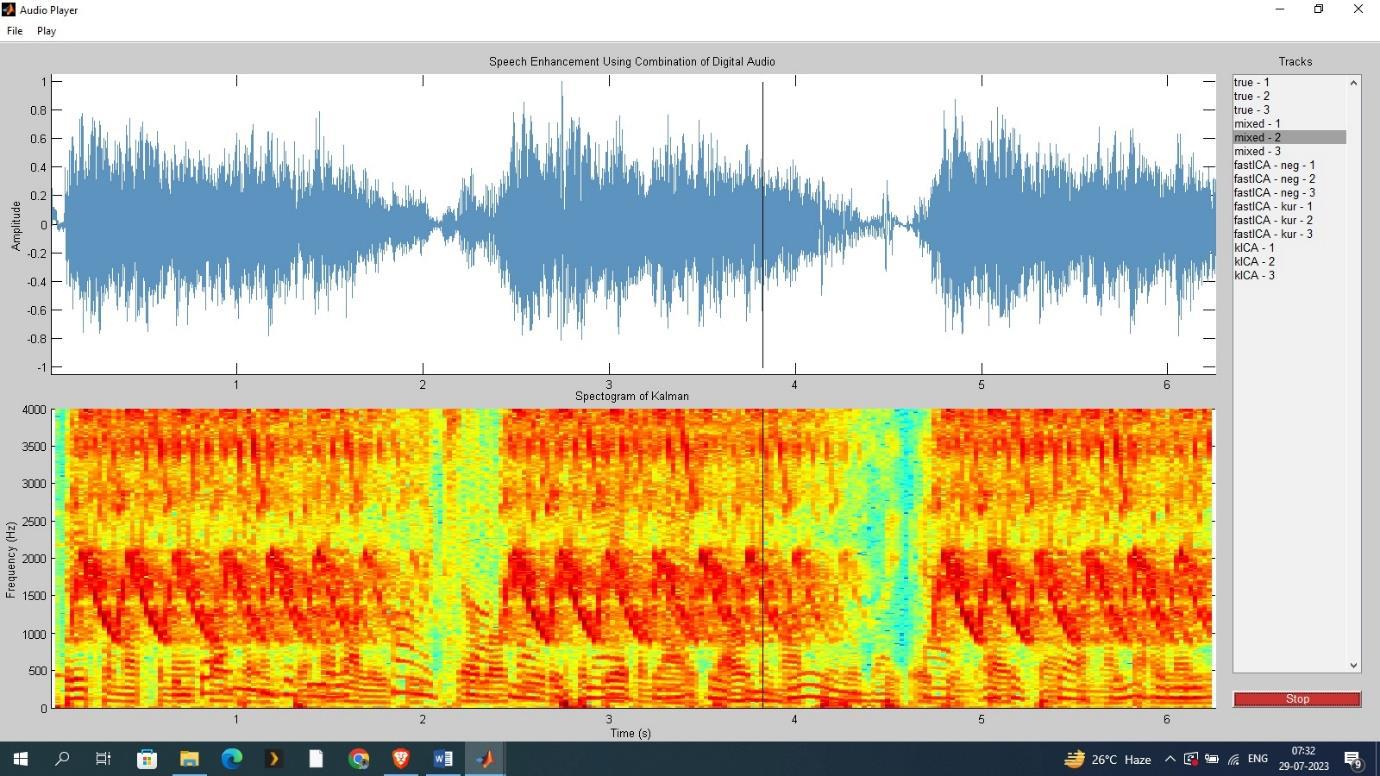 Audio Player
File Play
Speech Enhancement Using Combination of Digital Audio
Tracks
1
0.8
0.6
0.4
0.2
0
-0.2
-0.4
-0.6
-0.8
-1
Amplitude
1 2 3 4 5 6
true - 1
true - 2
true - 3
mixed - 1
mixed - 2
mixed - 3
fastICA - neg - 1
fastICA - neg - 2
fastICA - neg - 3
fastICA - kur - 1
fastICA - kur - 2
fastICA - kur - 3
kICA - 1
kICA - 2
kICA - 3
Spectogram of Kalman
4000
3500
3000
2500
2000
1500
1000
500
0
Frequency (Hz)
1 2 3 4 5 6
Time (s)
Stop
26°C Haze
ENG
07:32
29-07-2023
9